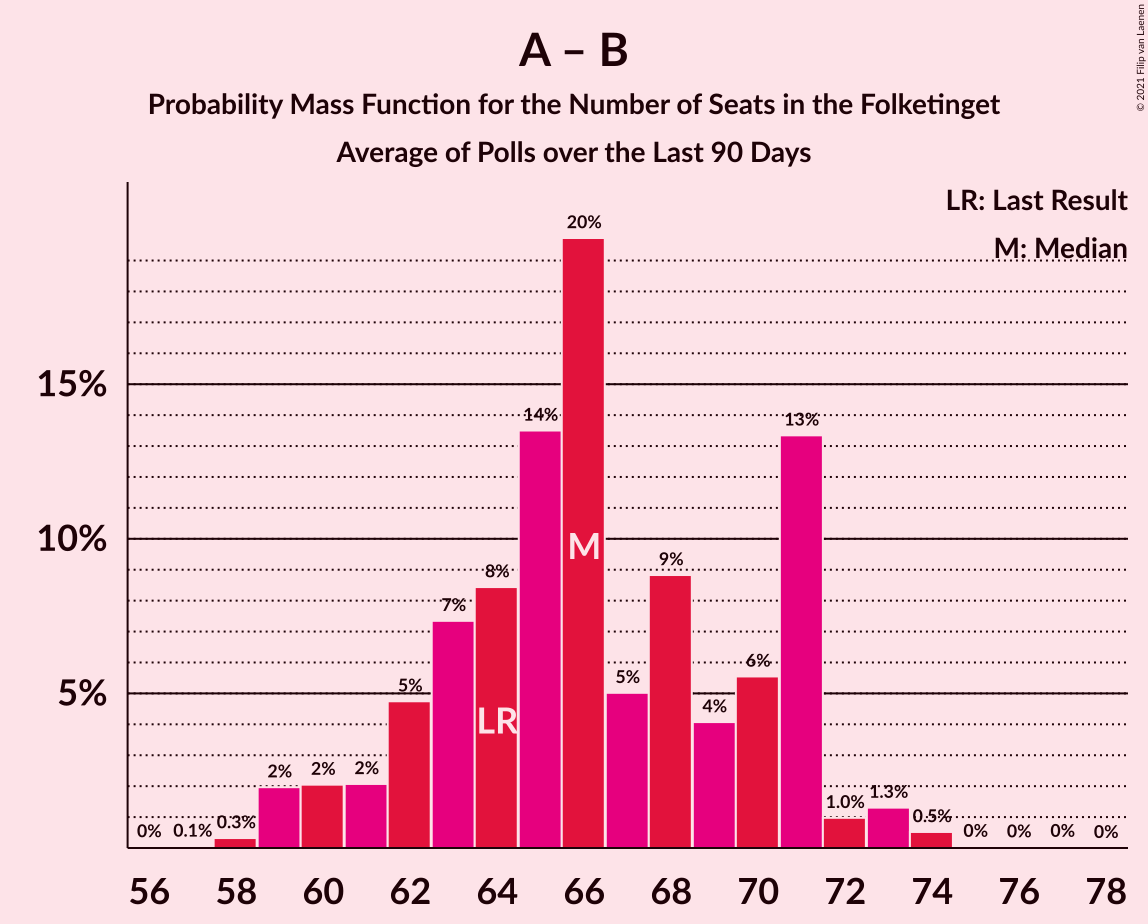 A – B
Probability Mass Function for the Number of Seats in the Folketinget
Average of Polls over the Last 90 Days
© 2021 Filip van Laenen
LR: Last Result
M: Median
15%
10%
5%
0% 0.1% 0.3% 2% 2% 2% 5% 7% 8% 14% 20% 5% 9% 4% 6% 13% 1.0% 1.3% 0.5% 0% 0% 0% 0%
LR M
56 58 60 62 64 66 68 70 72 74 76 78